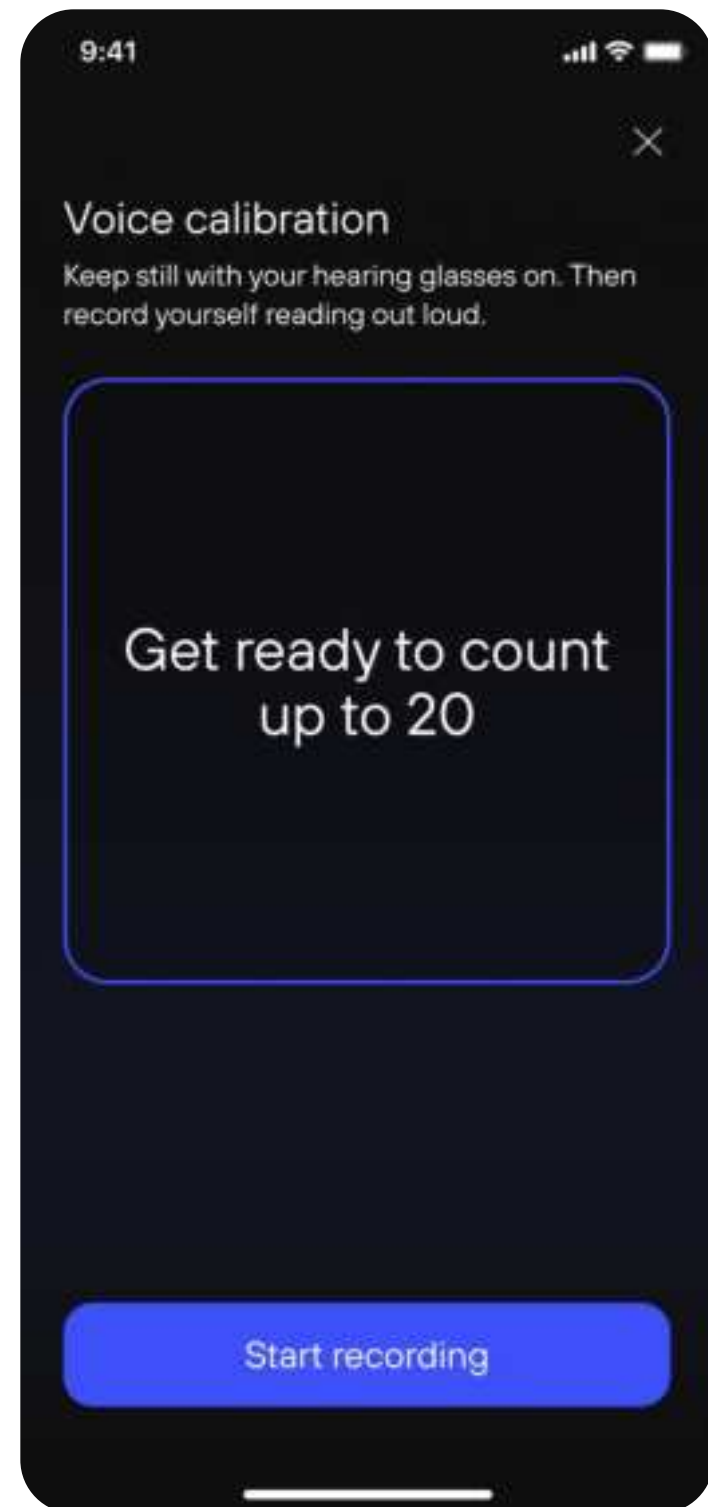 9:41
Voice calibration
Keep still with your hearing glasses on. Then
record yourself reading out loud.
Get ready to count
up to 20
Start recording